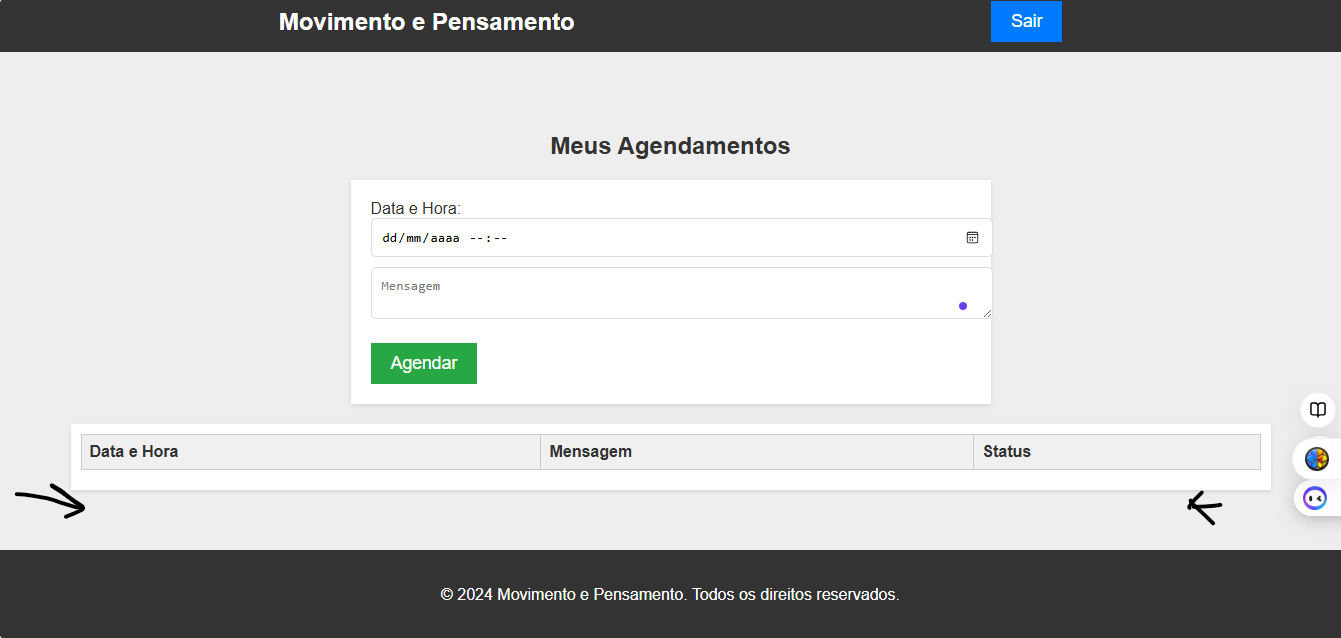 Movimento e Pensamento Sair
Meus Agendamentos
Data e Hora:
dd/mm/aaaa --:--
Mensagem
Agendar
Data e Hora Mensagem Status
© 2024 Movimento e Pensamento. Todos os direitos reservados.